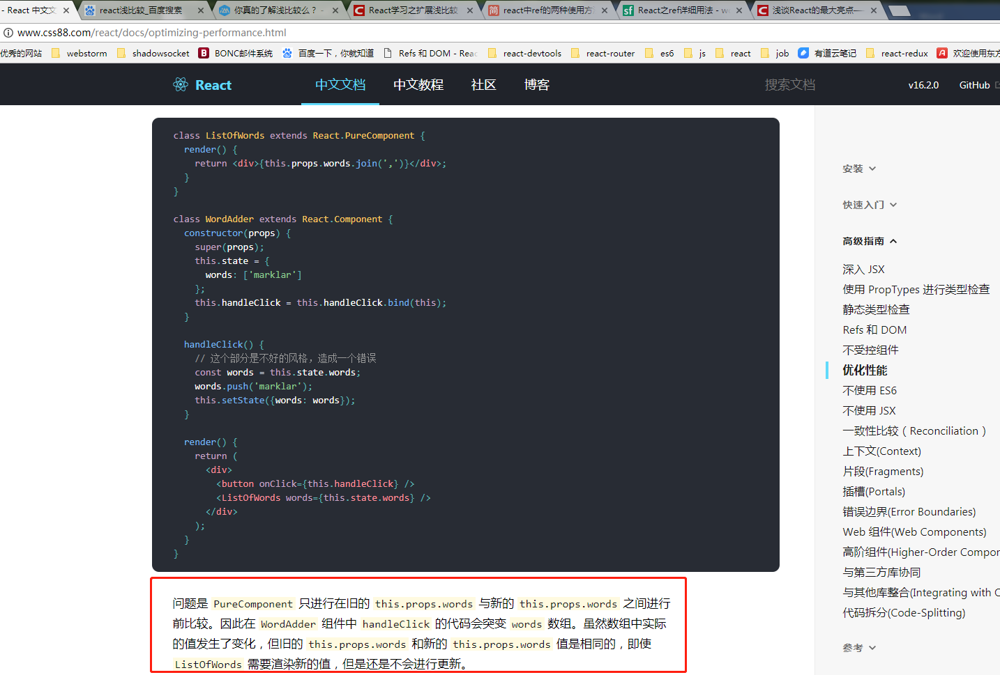 - React 中文文
react浅比较_百度搜索
你真的了解浅比较么？ -
React学习之扩展浅比较
react中ref的两种使用方
React之ref详细用法 - w
浅谈React的最大亮点—
www.css88.com/react/docs/optimizing-performance.html
优秀的网站 webstorm shadowsocket BONC邮件系统 百度一下，你就知道 Refs 和 DOM - Reac react-devtools react-router es6 js react job 有道云笔记 react-redux 欢迎使用东方
React 中文文档 中文教程 社区 博客 搜索文档 v16.2.0 GitHub
class ListOfWords extends React.PureComponent {
  render() {
    return <div>{this.props.words.join(',')}</div>;
  }
}
class WordAdder extends React.Component {
  constructor(props) {
    super(props);
    this.state = {
      words: ['marklar']
    };
    this.handleClick = this.handleClick.bind(this);
  }
  handleClick() {
    // 这个部分是不好的风格，造成一个错误
    const words = this.state.words;
    words.push('marklar');
    this.setState({words: words});
  }
  render() {
    return (
      <div>
        <button onClick={this.handleClick} />
        <ListOfWords words={this.state.words} />
      </div>
    );
  }
}
问题是 PureComponent 只进行在旧的 this.props.words 与新的 this.props.words 之间进行
前比较。因此在 WordAdder 组件中 handleClick 的代码会突变 words 数组。虽然数组中实际
的值发生了变化，但旧的 this.props.words 和新的 this.props.words 值是相同的，即使
ListOfWords 需要渲染新的值，但是还是不会进行更新。
安装
快速入门
高级指南
深入 JSX
使用 PropTypes 进行类型检查
静态类型检查
Refs 和 DOM
不受控组件
优化性能
不使用 ES6
不使用 JSX
一致性比较（Reconciliation）
上下文(Context)
片段(Fragments)
插槽(Portals)
错误边界(Error Boundaries)
Web 组件(Web Components)
高阶组件(Higher-Order Compor
与第三方库协同
与其他库整合(Integrating with C
代码拆分(Code-Splitting)
参考